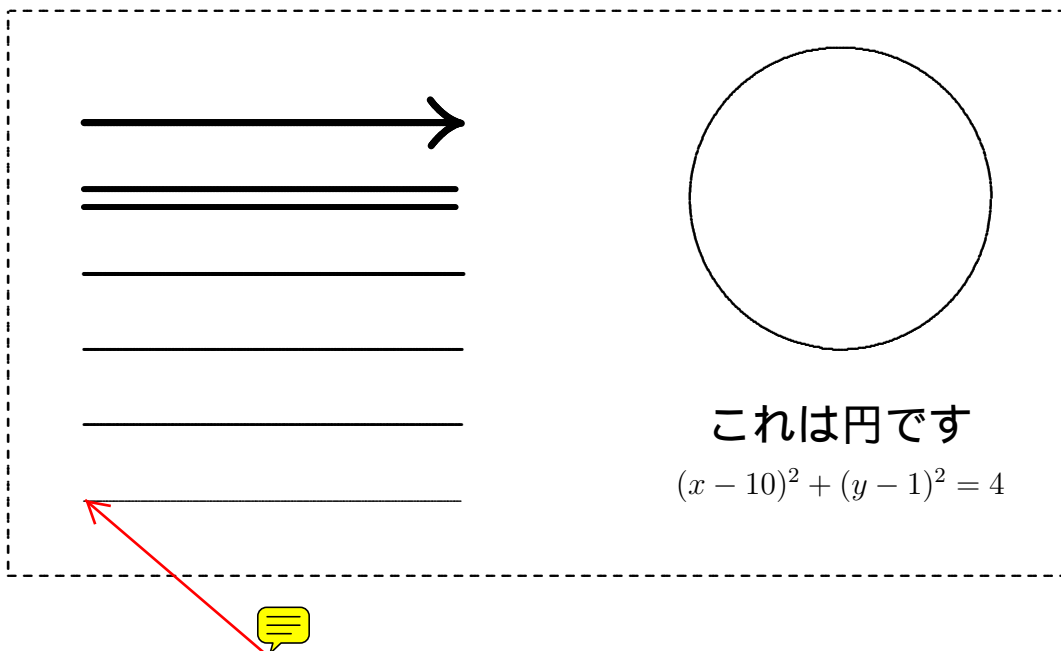 これは円です
(x − 10)² + (y − 1)² = 4